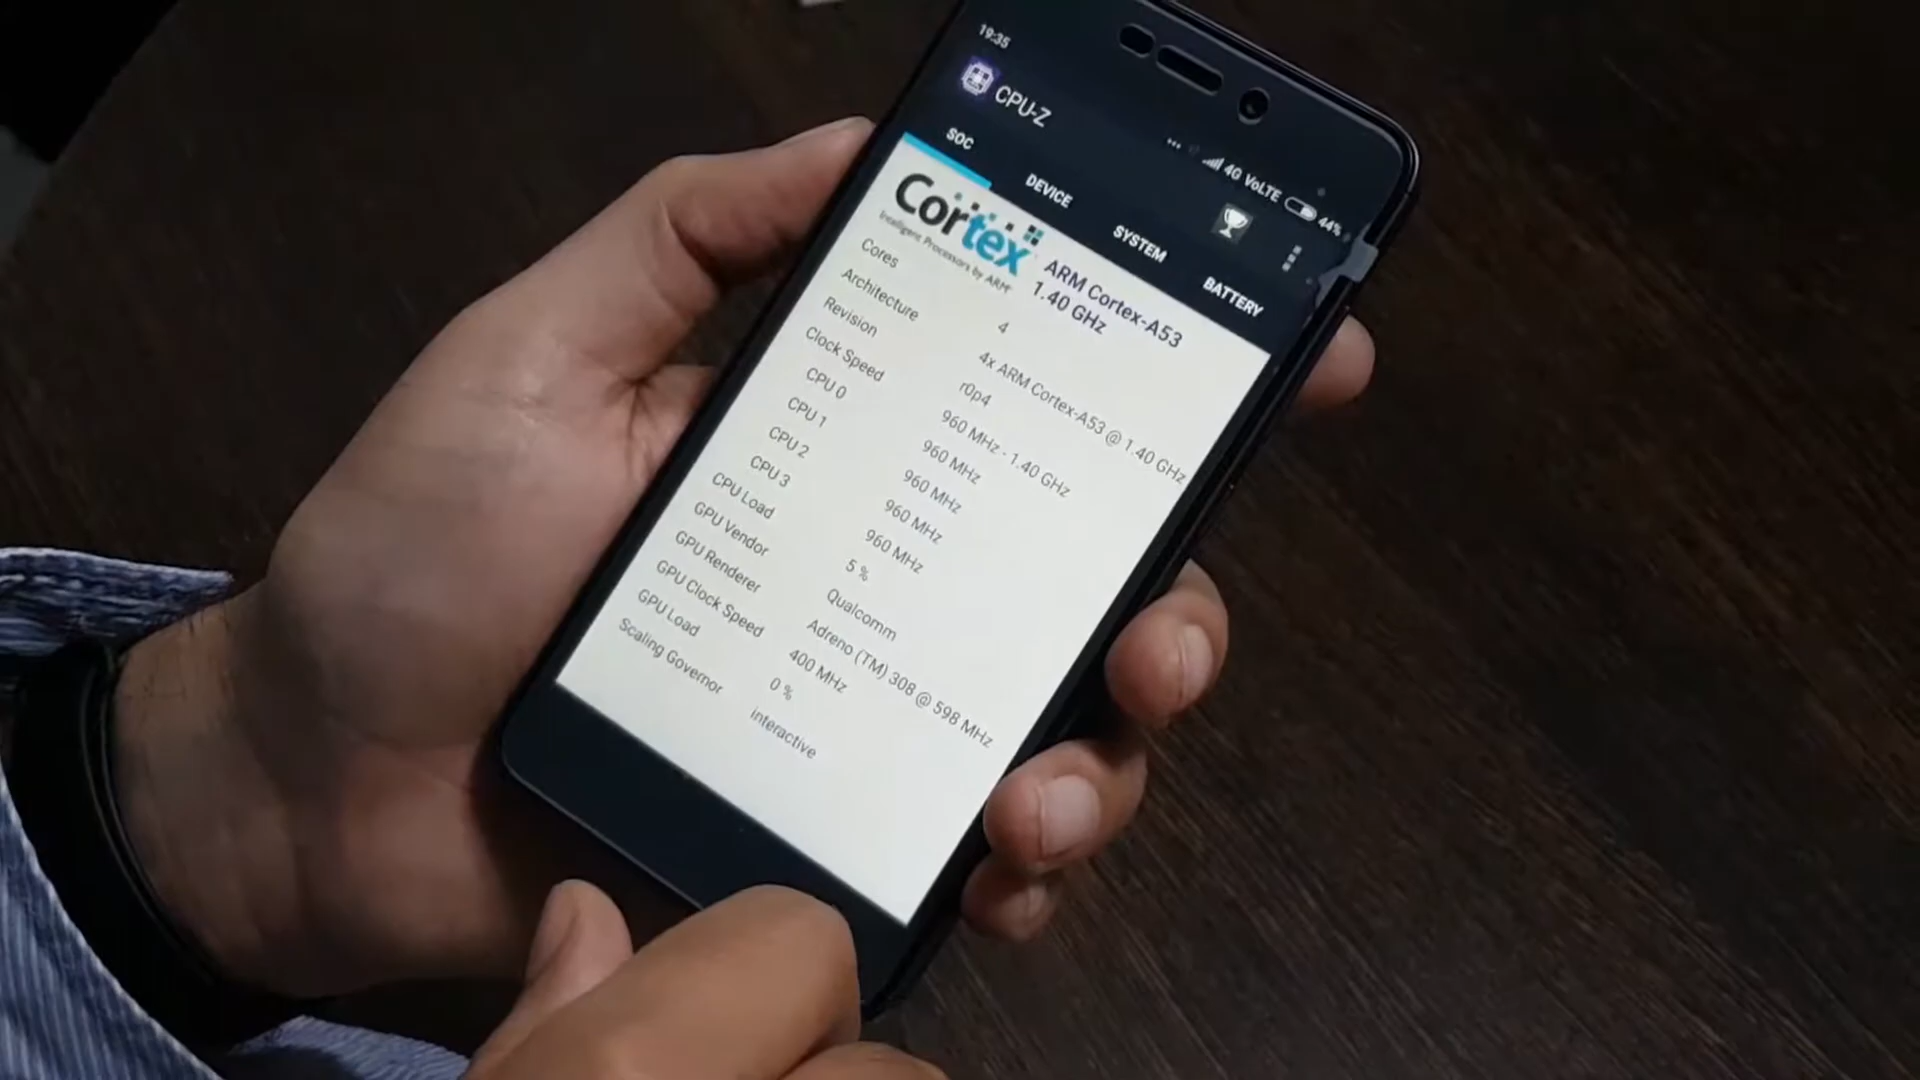 19:35
4G VoLTE 44%
CPU-Z
SOC DEVICE SYSTEM BATTERY
Cortex
Intelligent Processors by ARM
ARM Cortex-A53
1.40 GHz
Cores 4
Architecture 4x ARM Cortex-A53 @ 1.40 GHz
Revision r0p4
Clock Speed 960 MHz - 1.40 GHz
CPU 0 960 MHz
CPU 1 960 MHz
CPU 2 960 MHz
CPU 3 960 MHz
CPU Load 5 %
GPU Vendor Qualcomm
GPU Renderer Adreno (TM) 308 @ 598 MHz
GPU Clock Speed 400 MHz
GPU Load 0 %
Scaling Governor interactive